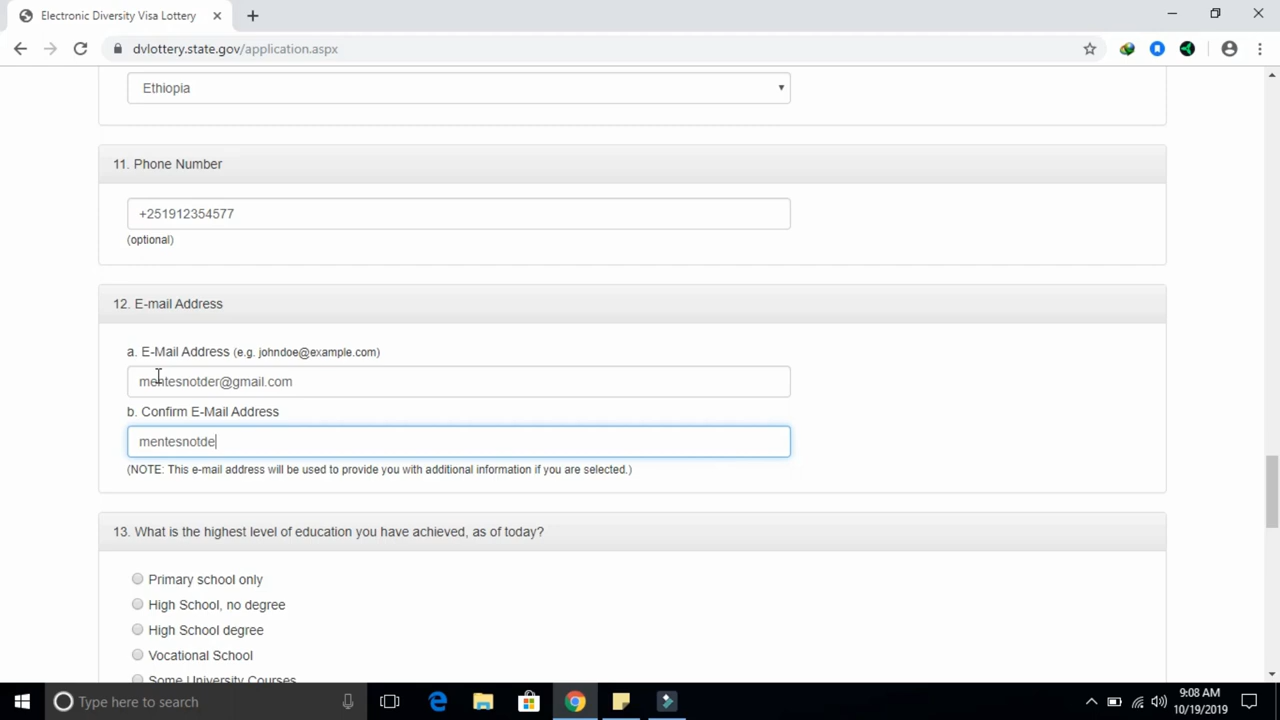 Electronic Diversity Visa Lottery
dvlottery.state.gov/application.aspx
Ethiopia
11. Phone Number
+251912354577
(optional)
12. E-mail Address
a. E-Mail Address (e.g. johndoe@example.com)
mentesnotder@gmail.com
b. Confirm E-Mail Address
mentesnotde
(NOTE: This e-mail address will be used to provide you with additional information if you are selected.)
13. What is the highest level of education you have achieved, as of today?
Primary school only
High School, no degree
High School degree
Vocational School
Some University Courses
Type here to search
9:08 AM
10/19/2019